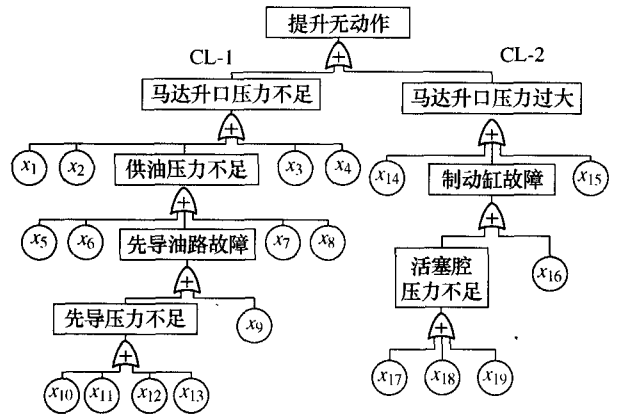 提升无动作
+
CL-1
CL-2
马达升口压力不足
马达升口压力过大
+
+
x1
x2
供油压力不足
x3
x4
x14
制动缸故障
x15
+
+
x5
x6
先导油路故障
x7
x8
活塞腔
压力不足
x16
+
先导压力不足
x9
+
+
x10
x11
x12
x13
x17
x18
x19